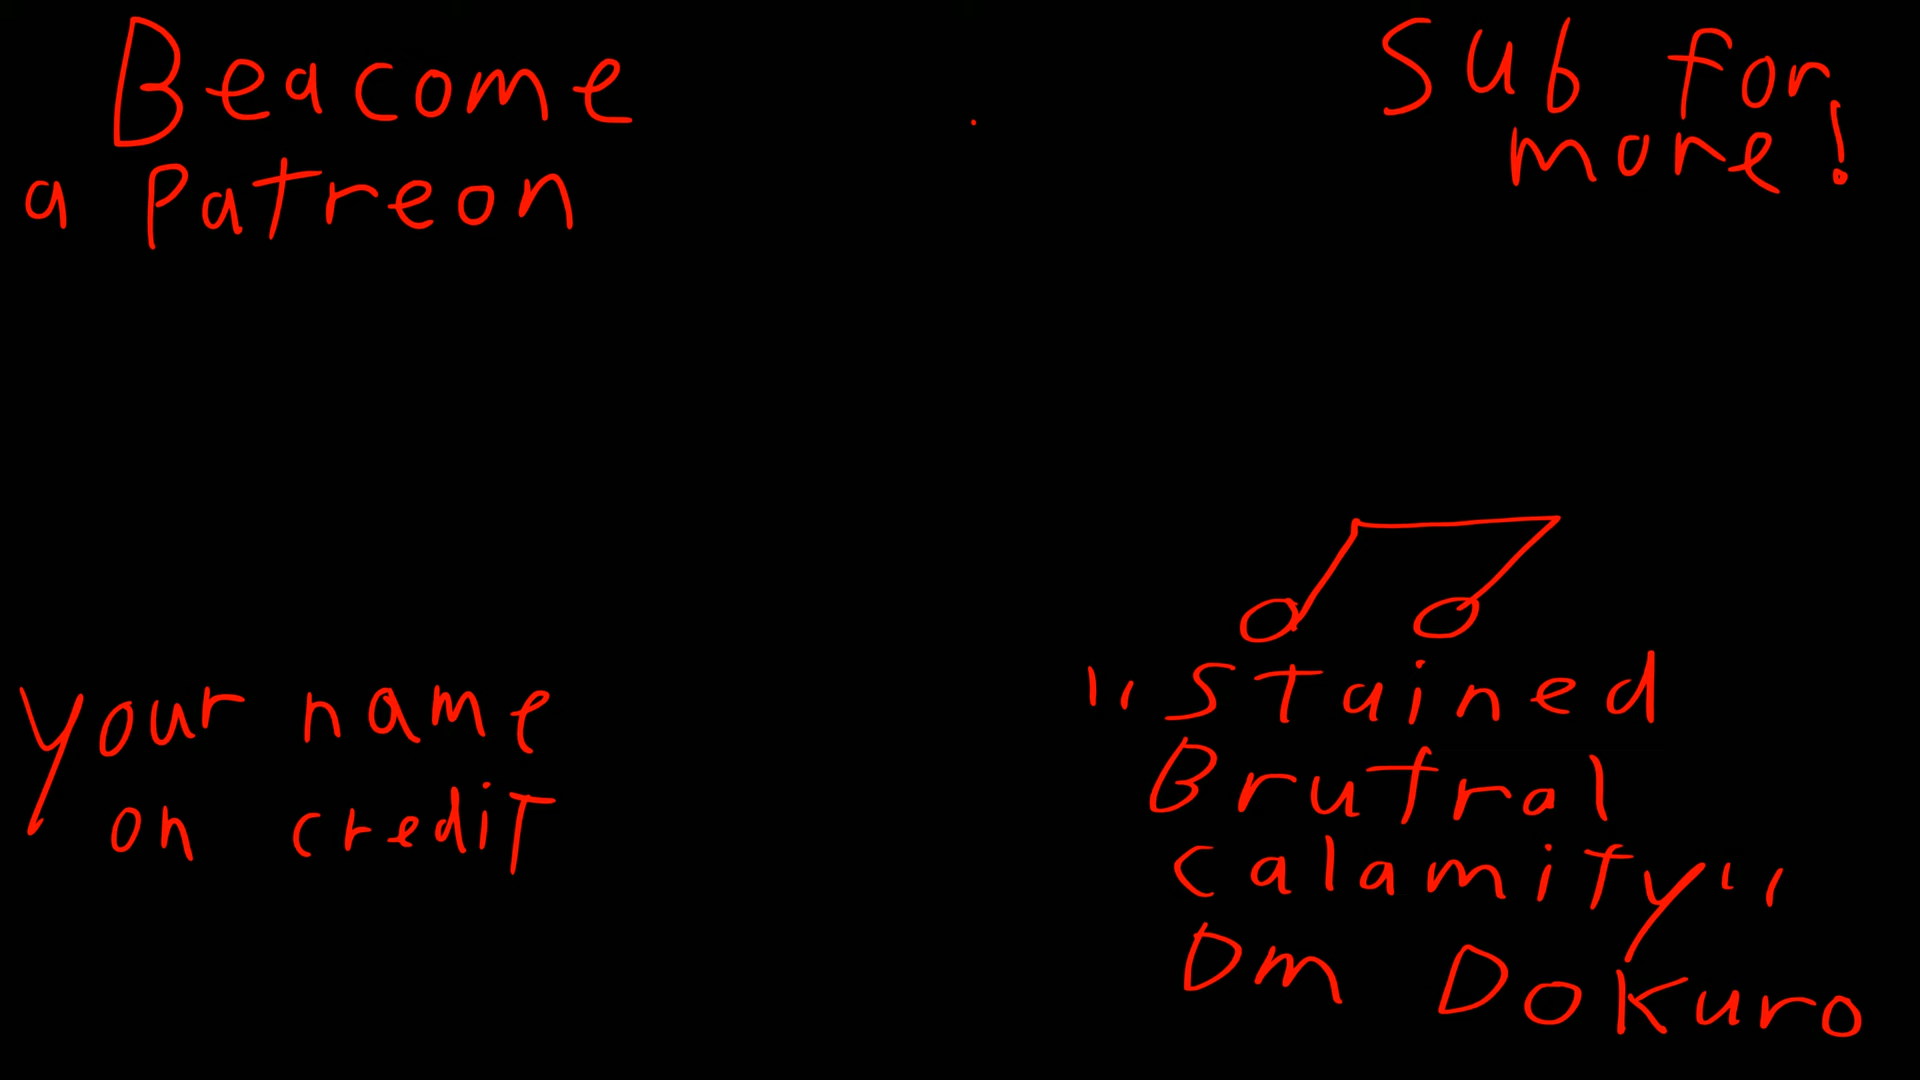 Beacome
a Patreon
Sub for
more!
your name
on credit
"Stained
Brutral
calamity"
Dm Dokuro